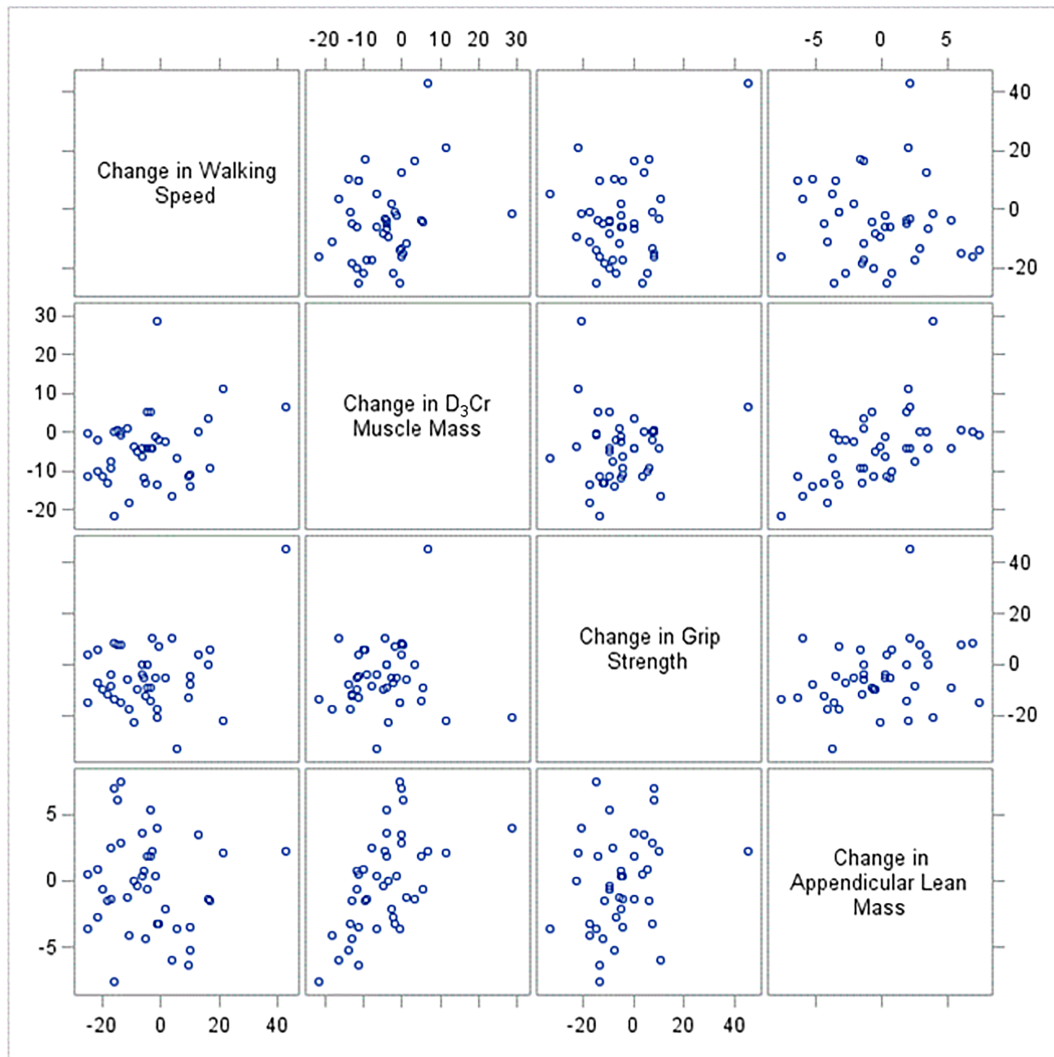 -20 -10 0 10 20 30 -5 0 5
Change in Walking
Speed
40
20
0
-20
30
20
10
0
-10
-20
Change in D₃Cr
Muscle Mass
Change in Grip
Strength
40
20
0
-20
5
0
-5
Change in
Appendicular Lean
Mass
-20 0 20 40 -20 0 20 40